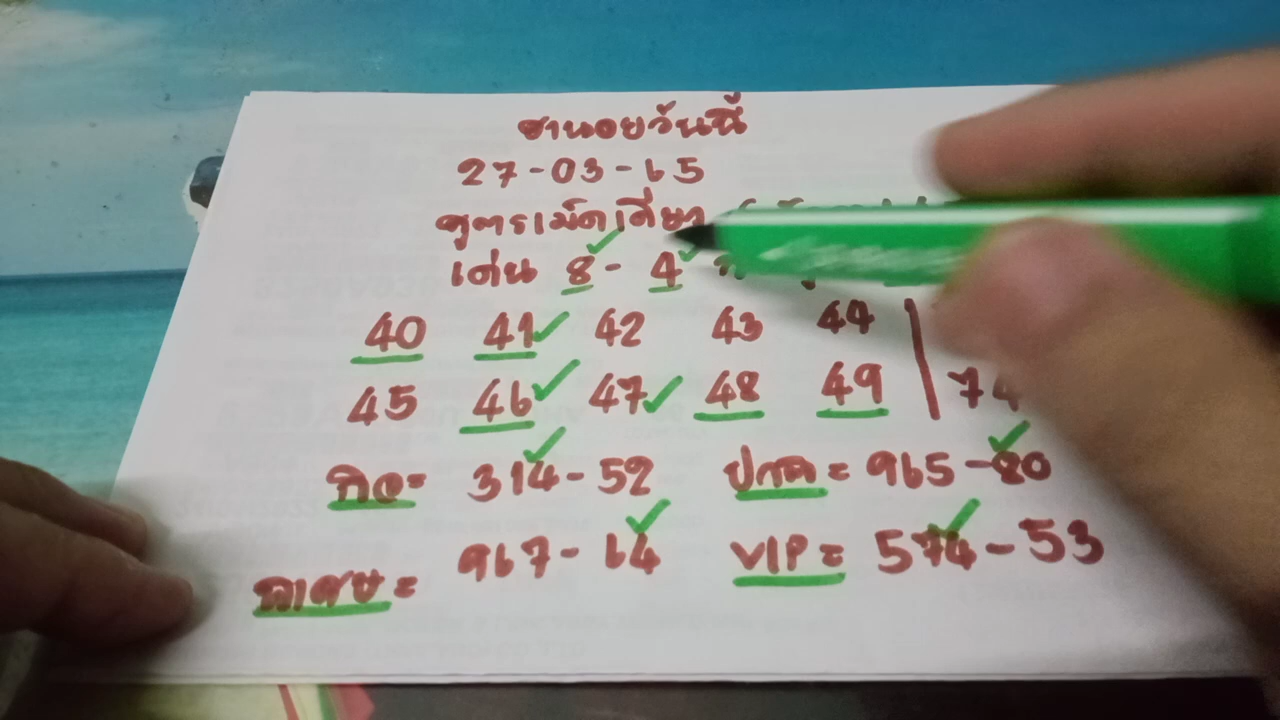 ฮานอยวันนี้
27-03-65
สูตรเม็ดเดียว
เด่น 8 - 4
40 41 42 43 44
45 46 47 48 49 74
กิจ = 314 - 52 ปกต = 965 - 80
พิเศษ = 967 - 64 VIP = 574 - 53